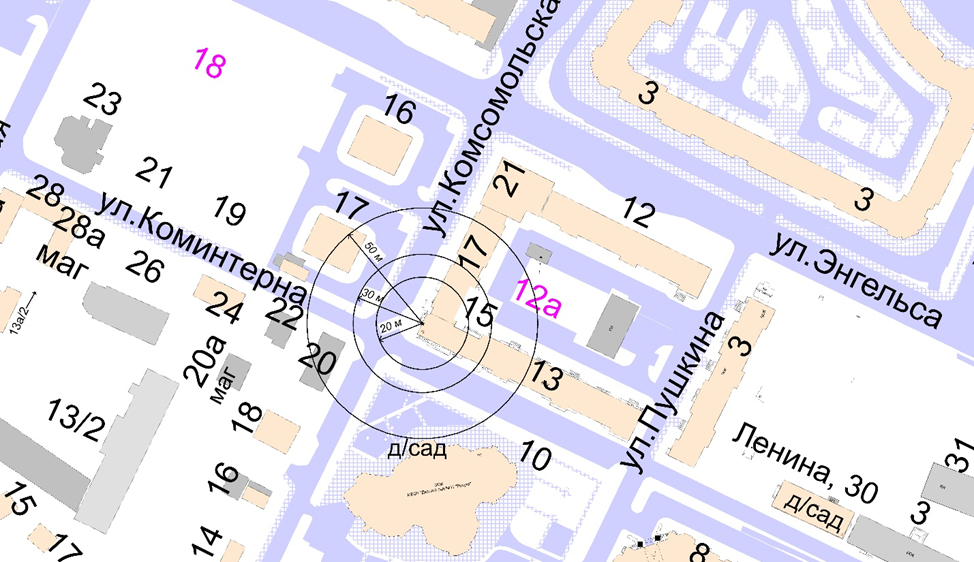 18
ул.Комсомольска
23
16
3
21
21
28
ул.Коминтерна
19
17
12
3
28а
маг
26
17
50 м
ул.Энгельса
30 м
12а
13а/2
24
22
15
20 м
20
3
20а
маг
13
ул.Пушкина
13/2
18
д/сад
10
Ленина, 30
31
16
15
д/сад
3
17
14
8